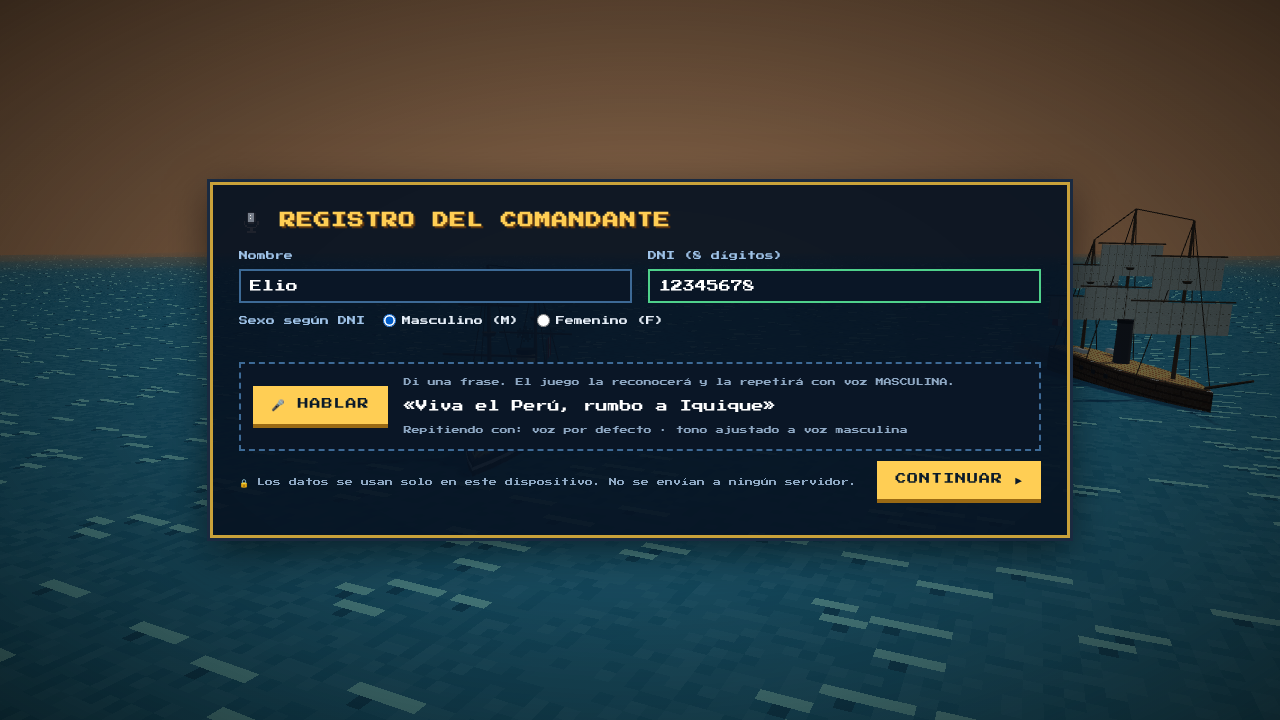 REGISTRO DEL COMANDANTE
Nombre
DNI (8 dígitos)
Elio
12345678
Sexo según DNI Masculino (M) Femenino (F)
Di una frase. El juego la reconocerá y la repetirá con voz MASCULINA.
HABLAR
«Viva el Perú, rumbo a Iquique»
Repitiendo con: voz por defecto · tono ajustado a voz masculina
Los datos se usan solo en este dispositivo. No se envían a ningún servidor.
CONTINUAR ▶